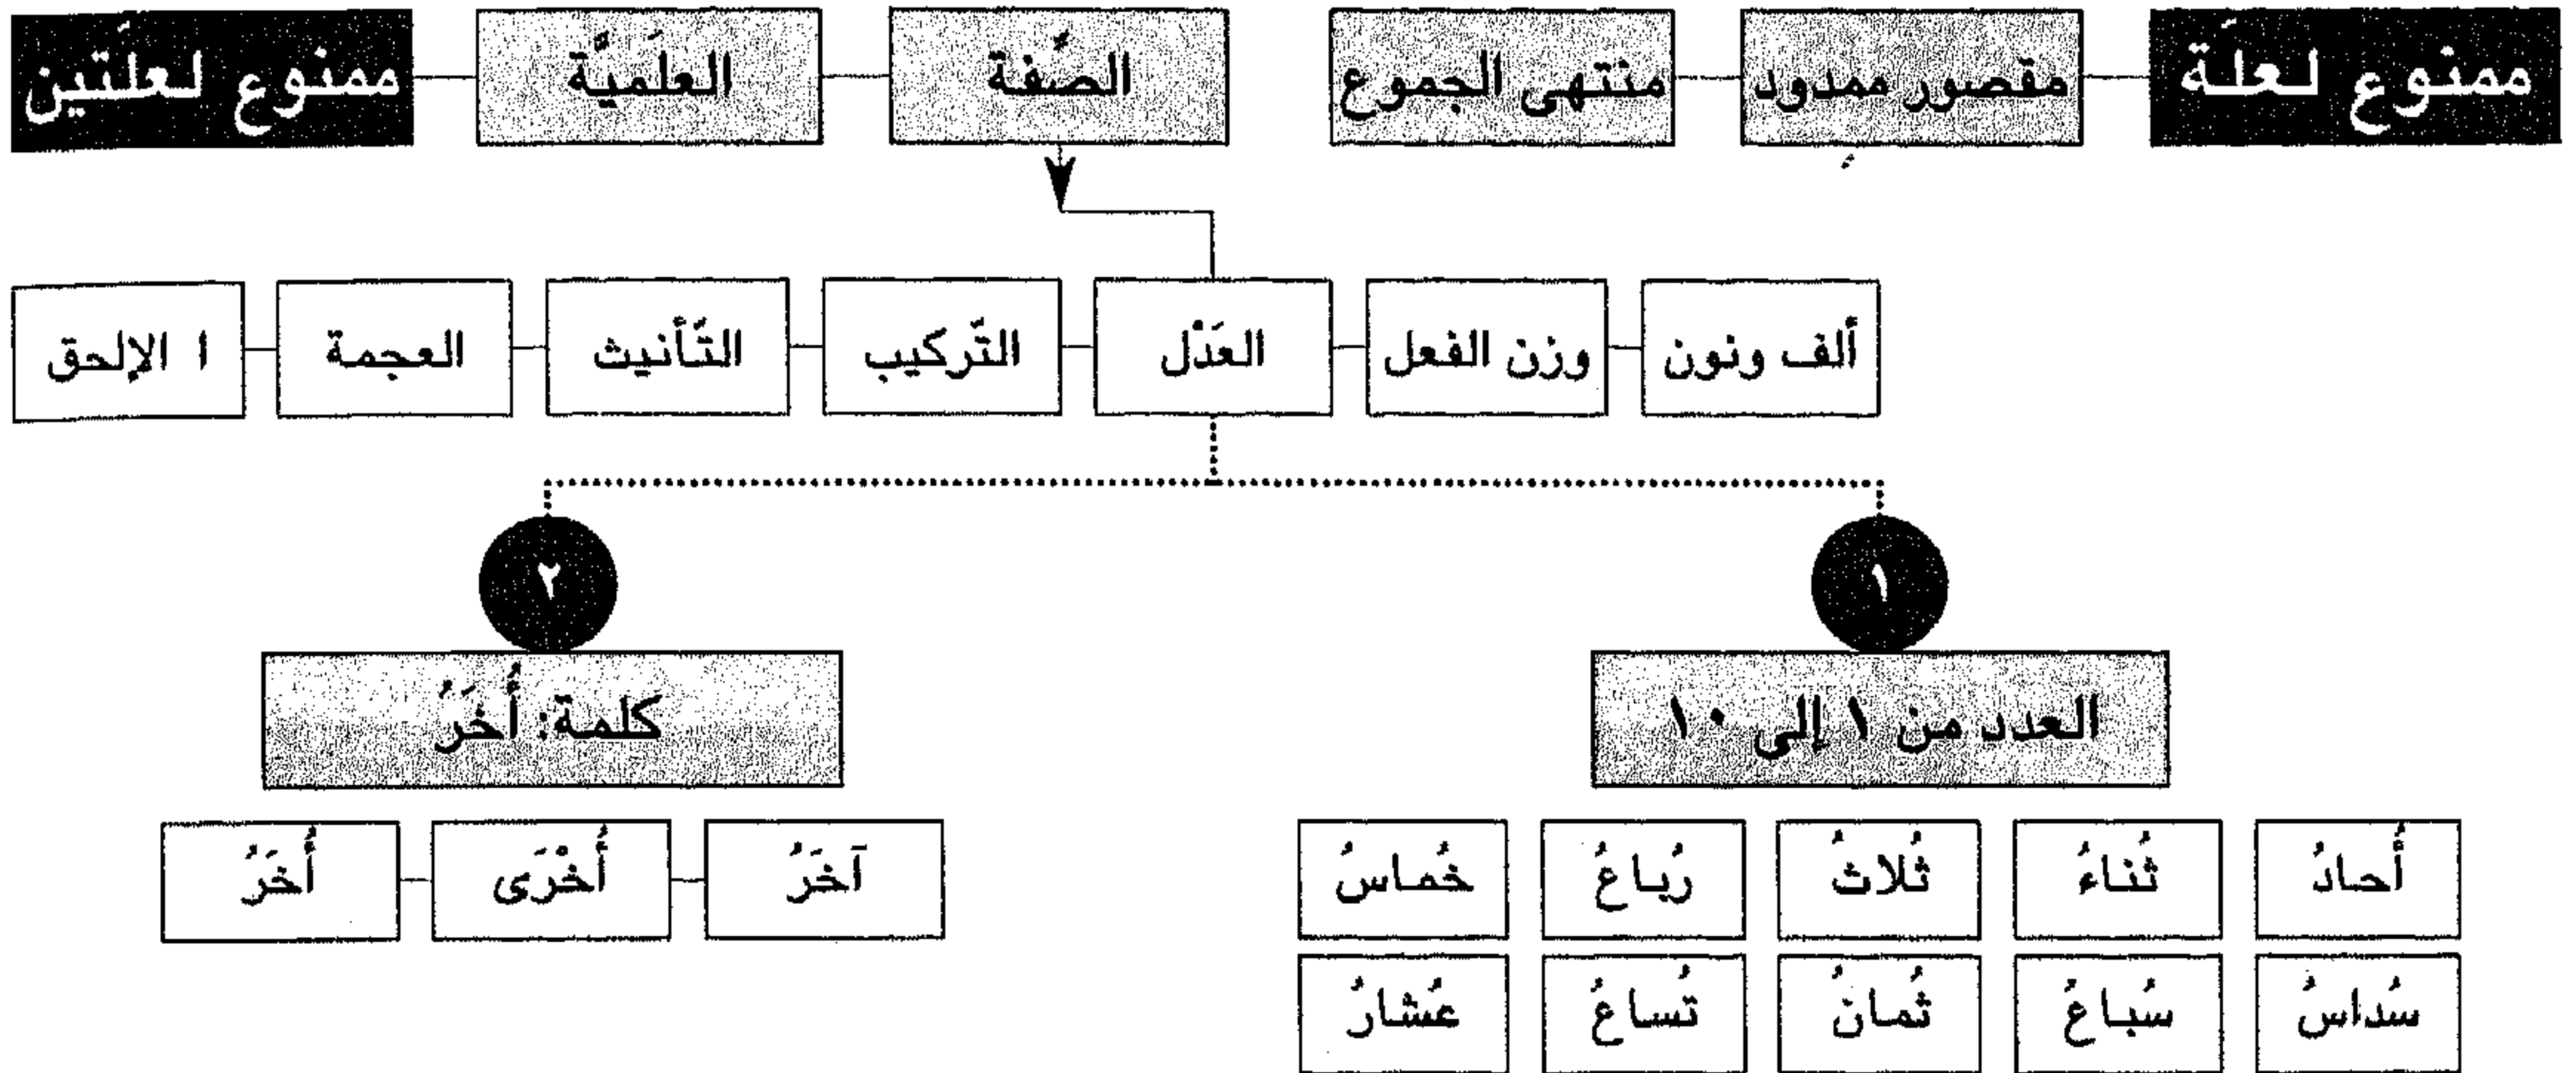 ممنوع لعلّة مقصور ممدود منتهى الجموع الصّفة العلَميَّة ممنوع لعلّتين
ألف ونون وزن الفعل العَدْل التّركيب التّأنيث العجمة ا الإلحق
١ ٢
العدد من ١ إلى ١٠ كلمة: أُخَرُ
أُحادُ ثُناءُ ثُلاثُ رُباعُ خُماسُ آخَرُ أُخْرَى أُخَرُ
سُداسُ سُباعُ ثُمانُ تُساعُ عُشارُ